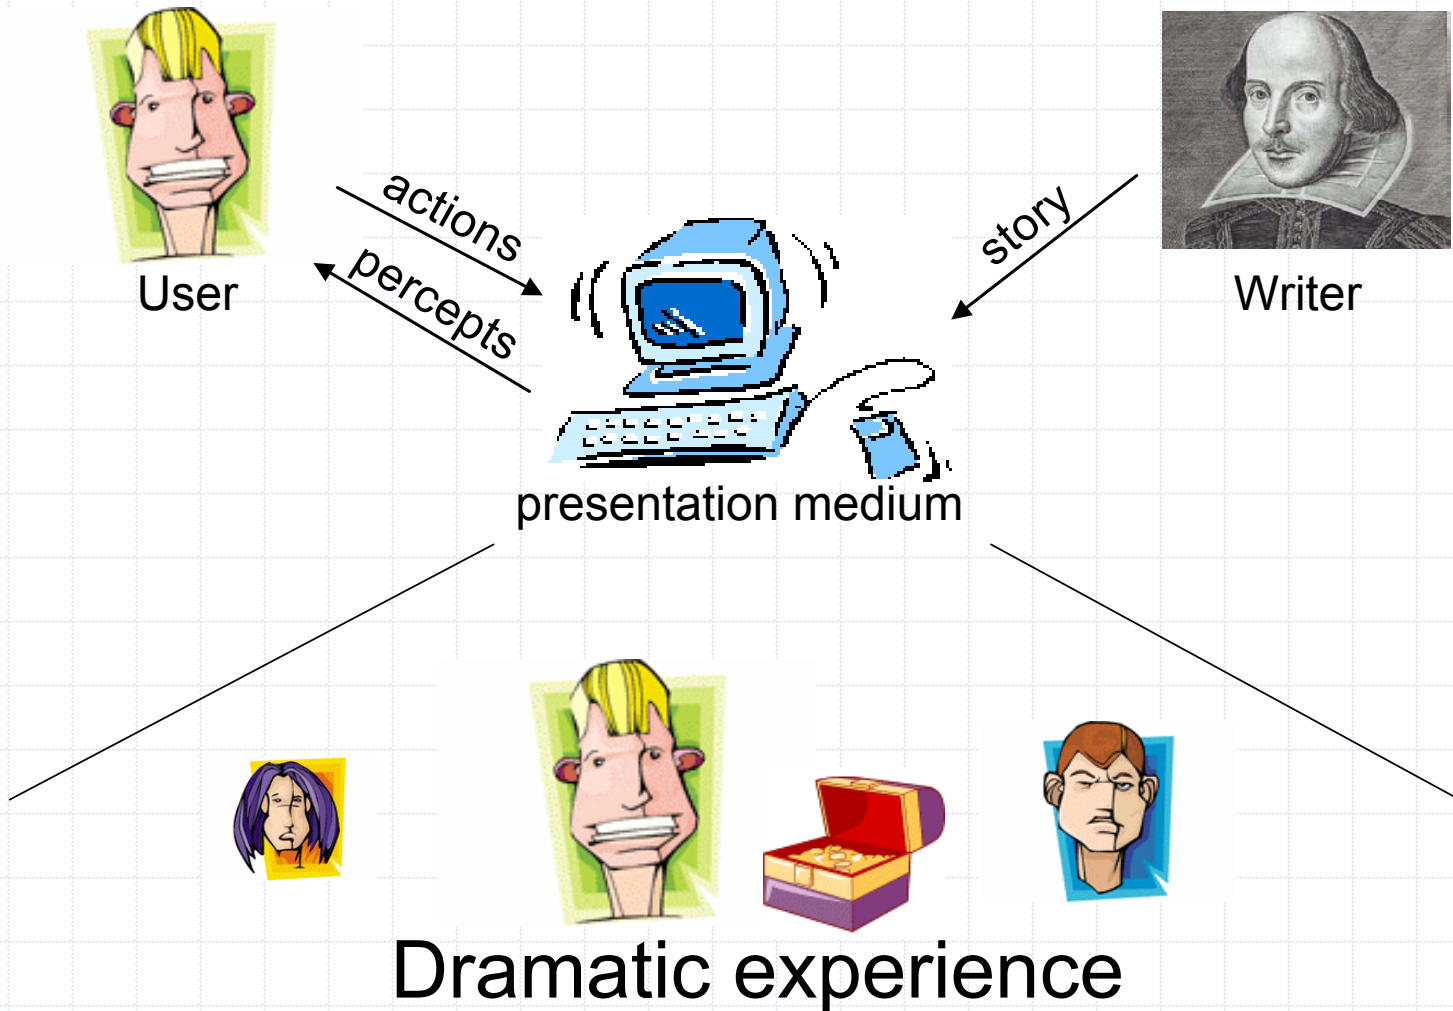 actions
percepts
story
User
Writer
presentation medium
Dramatic experience